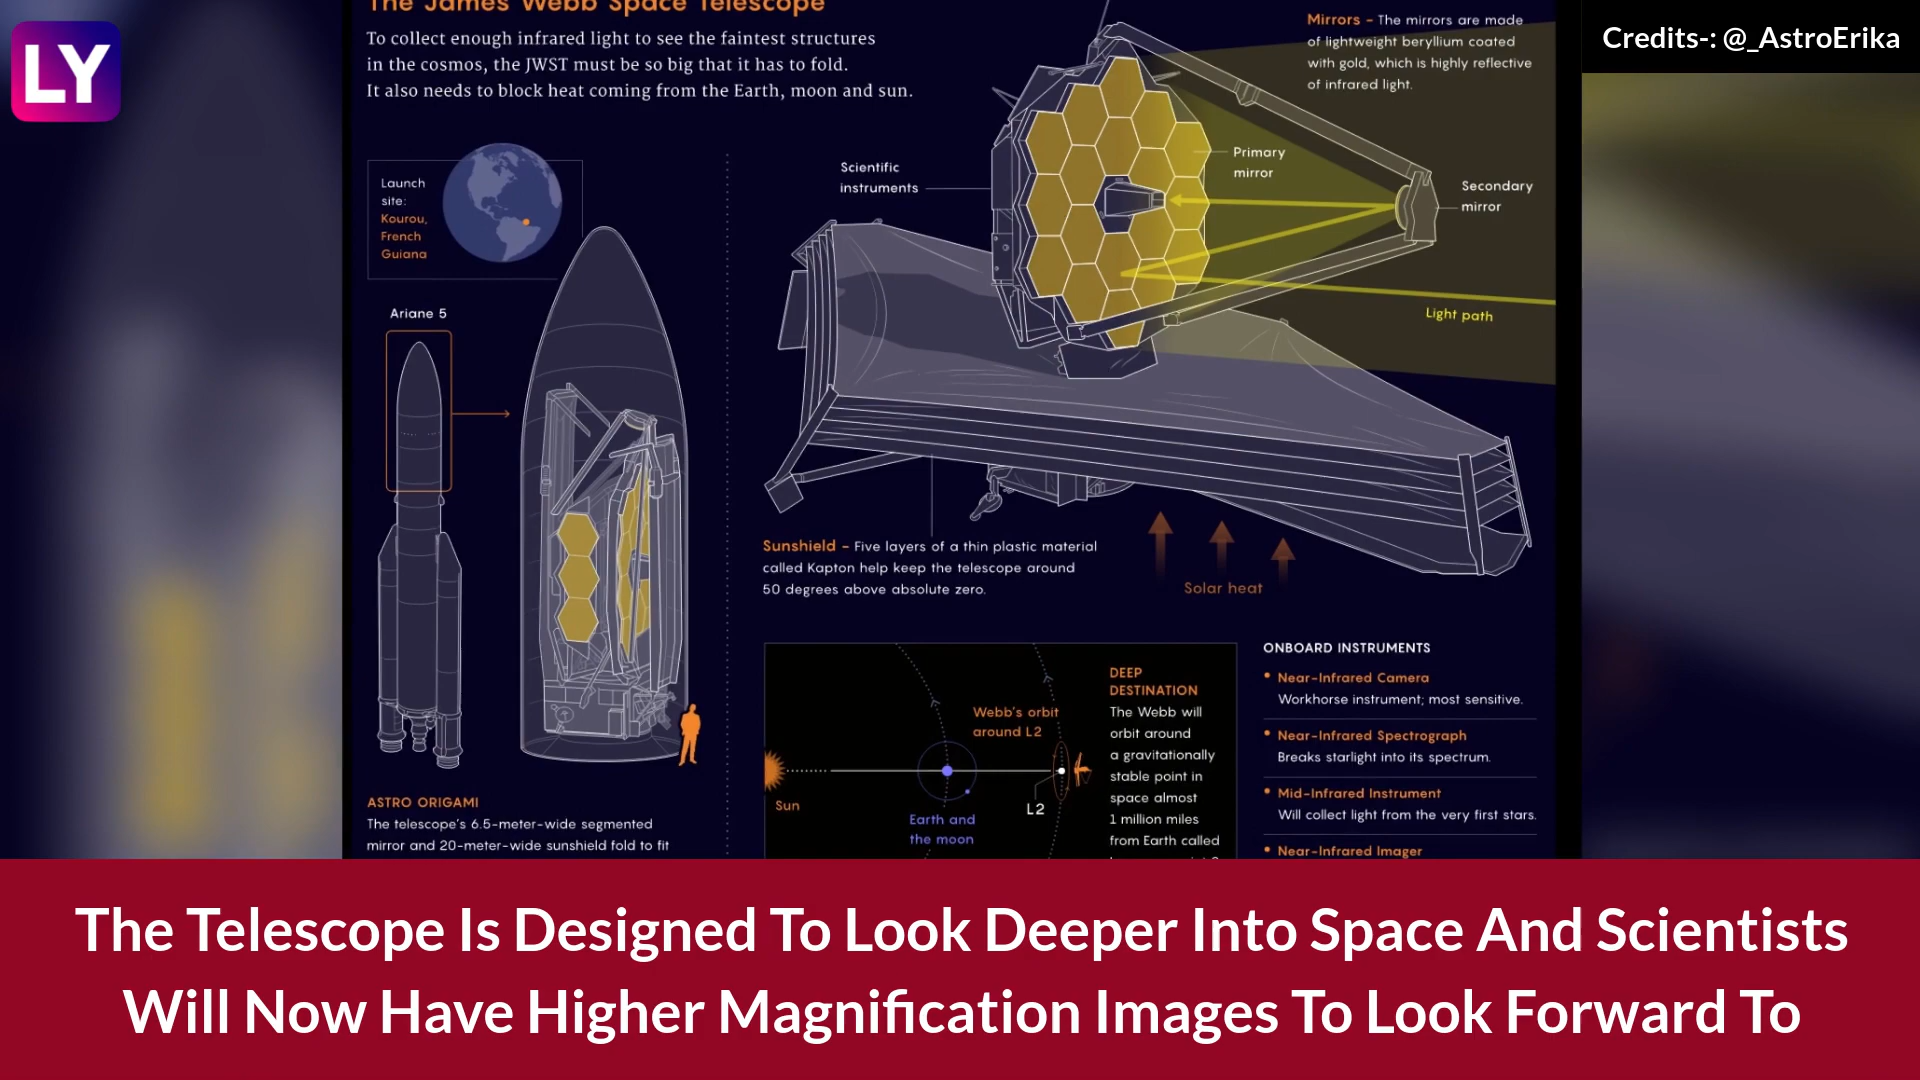 LY
Credits-: @_AstroErika
The James Webb Space Telescope
To collect enough infrared light to see the faintest structures
in the cosmos, the JWST must be so big that it has to fold.
It also needs to block heat coming from the Earth, moon and sun.
Launch
site:
Kourou,
French
Guiana
Ariane 5
ASTRO ORIGAMI
The telescope's 6.5-meter-wide segmented
mirror and 20-meter-wide sunshield fold to fit
Mirrors – The mirrors are made
of lightweight beryllium coated
with gold, which is highly reflective
of infrared light.
Scientific
instruments
Primary
mirror
Secondary
mirror
Light path
Sunshield – Five layers of a thin plastic material
called Kapton help keep the telescope around
50 degrees above absolute zero.
Solar heat
Sun
Earth and
the moon
Webb's orbit
around L2
L2
DEEP
DESTINATION
The Webb will
orbit around
a gravitationally
stable point in
space almost
1 million miles
from Earth called
ONBOARD INSTRUMENTS
• Near-Infrared Camera
Workhorse instrument; most sensitive.
• Near-Infrared Spectrograph
Breaks starlight into its spectrum.
• Mid-Infrared Instrument
Will collect light from the very first stars.
• Near-Infrared Imager
The Telescope Is Designed To Look Deeper Into Space And Scientists
Will Now Have Higher Magnification Images To Look Forward To